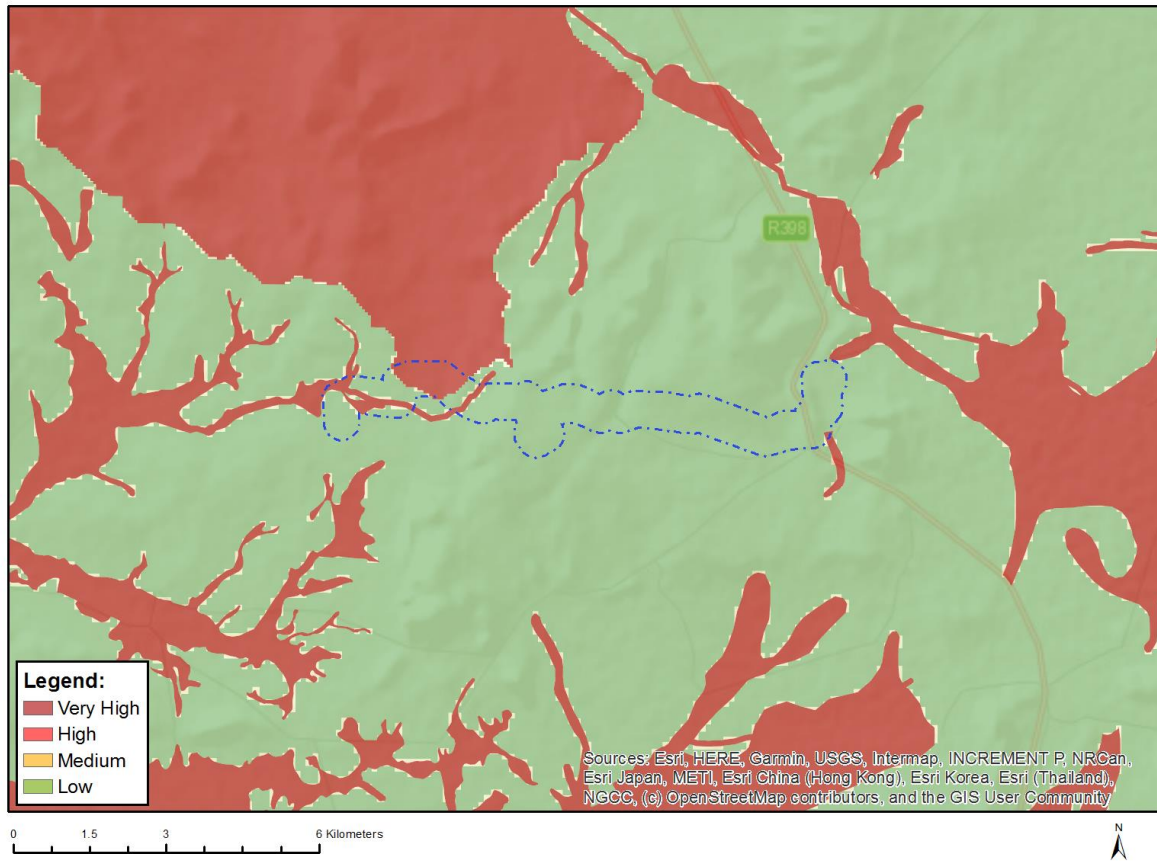 R398
Legend:
Very High
High
Medium
Low
Sources: Esri, HERE, Garmin, USGS, Intermap, INCREMENT P, NRCan,
Esri Japan, METI, Esri China (Hong Kong), Esri Korea, Esri (Thailand),
NGCC, (c) OpenStreetMap contributors, and the GIS User Community
0 1.5 3 6 Kilometers
N